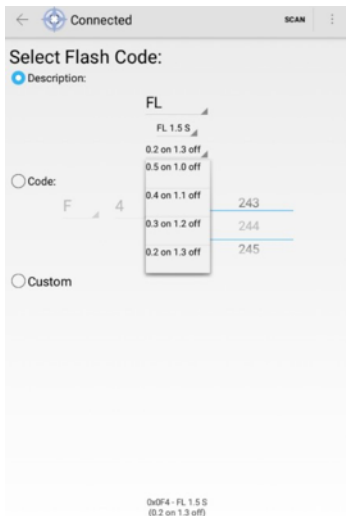 Connected SCAN
Select Flash Code:
Description:
FL
FL 1.5 S
0.2 on 1.3 off
0.5 on 1.0 off
Code:
0.4 on 1.1 off
F 4 243
0.3 on 1.2 off 244
0.2 on 1.3 off 245
Custom
0x0F4 - FL 1.5 S
(0.2 on 1.3 off)